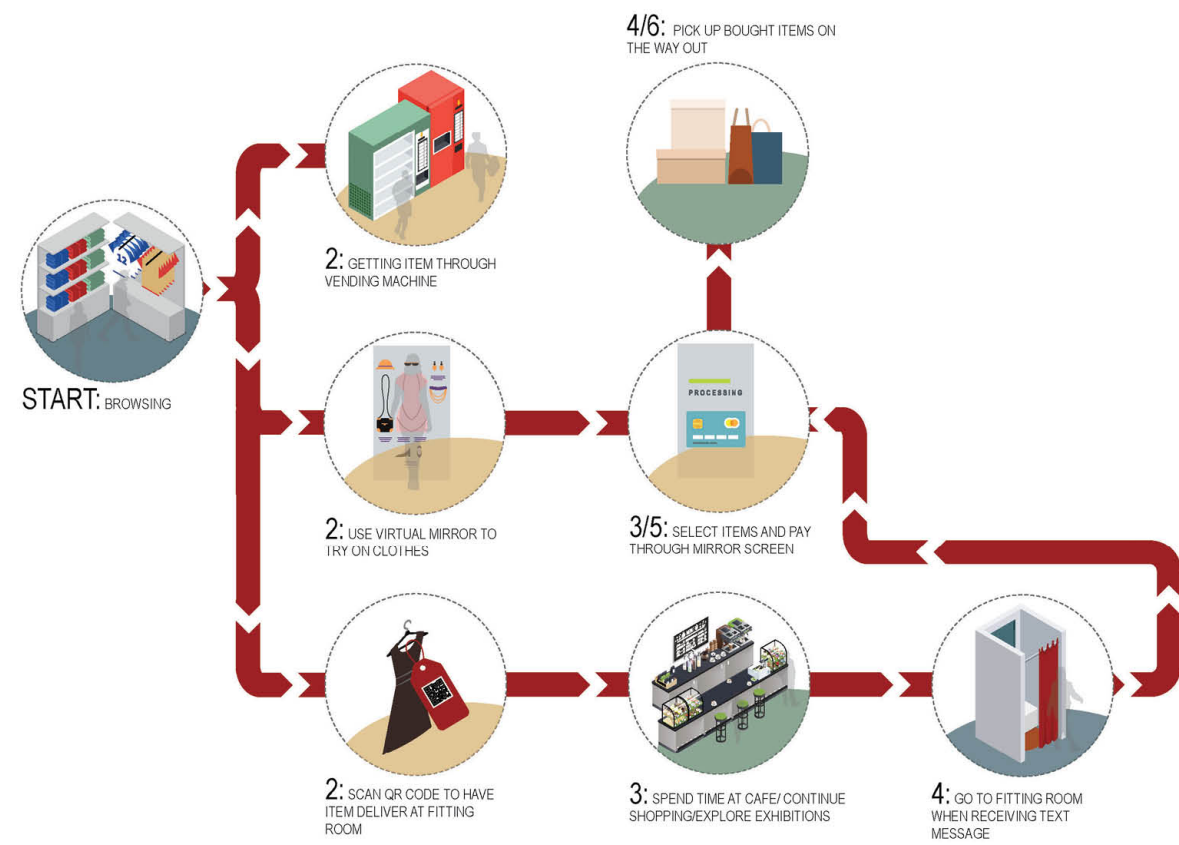 4/6: PICK UP BOUGHT ITEMS ON
THE WAY OUT
2: GETTING ITEM THROUGH
VENDING MACHINE
START: BROWSING
PROCESSING
2: USE VIRTUAL MIRROR TO
TRY ON CLOTHES
3/5: SELECT ITEMS AND PAY
THROUGH MIRROR SCREEN
2: SCAN QR CODE TO HAVE
ITEM DELIVER AT FITTING
ROOM
3: SPEND TIME AT CAFE/ CONTINUE
SHOPPING/EXPLORE EXHIBITIONS
4: GO TO FITTING ROOM
WHEN RECEIVING TEXT
MESSAGE